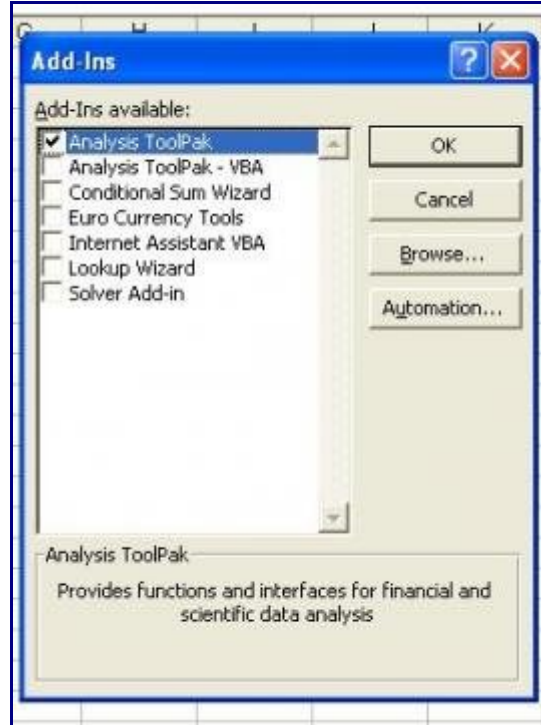 Add-Ins
Add-Ins available:
Analysis ToolPak
Analysis ToolPak - VBA
Conditional Sum Wizard
Euro Currency Tools
Internet Assistant VBA
Lookup Wizard
Solver Add-in
OK
Cancel
Browse...
Automation...
Analysis ToolPak
Provides functions and interfaces for financial and
scientific data analysis